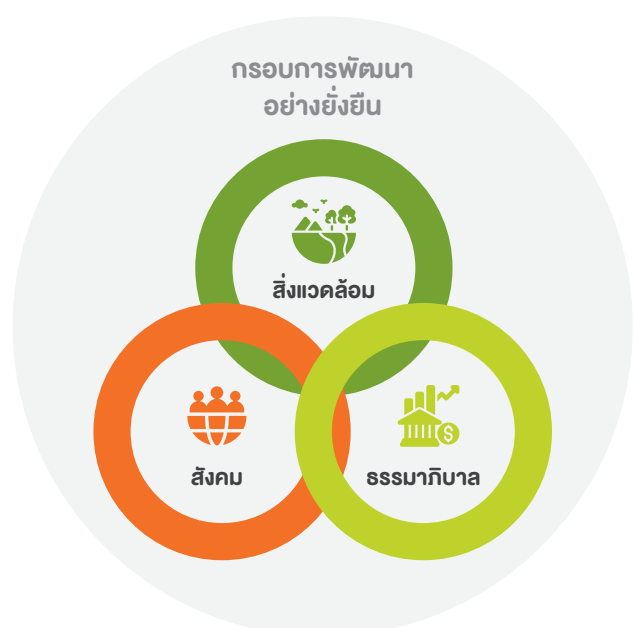 กรอบการพัฒนา
อย่างยั่งยืน
สิ่งแวดล้อม
สังคม
ธรรมาภิบาล
$